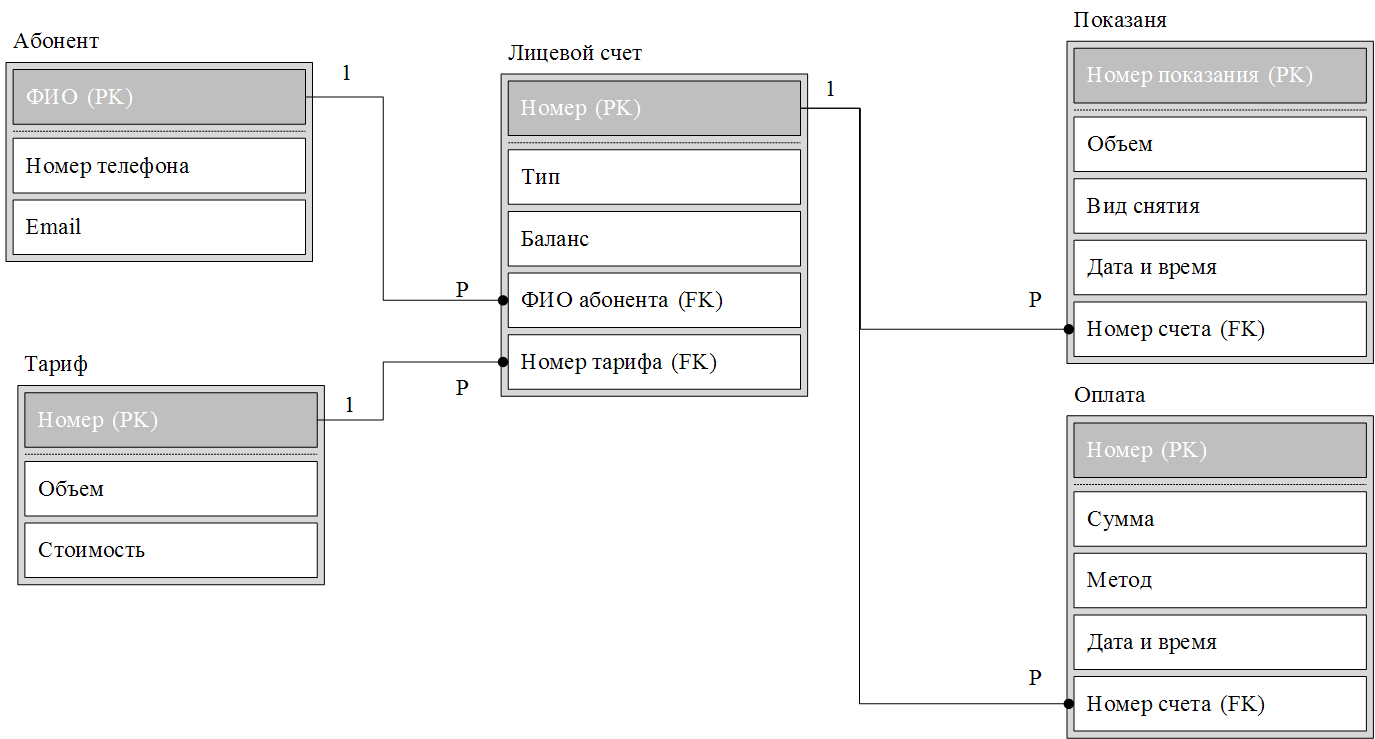 Абонент
ФИО (PK)
Номер телефона
Email
1
P
Тариф
Номер (PK)
Объем
Стоимость
1
P
Лицевой счет
Номер (PK)
Тип
Баланс
ФИО абонента (FK)
Номер тарифа (FK)
1
P
P
Показаня
Номер показания (PK)
Объем
Вид снятия
Дата и время
Номер счета (FK)
Оплата
Номер (PK)
Сумма
Метод
Дата и время
Номер счета (FK)